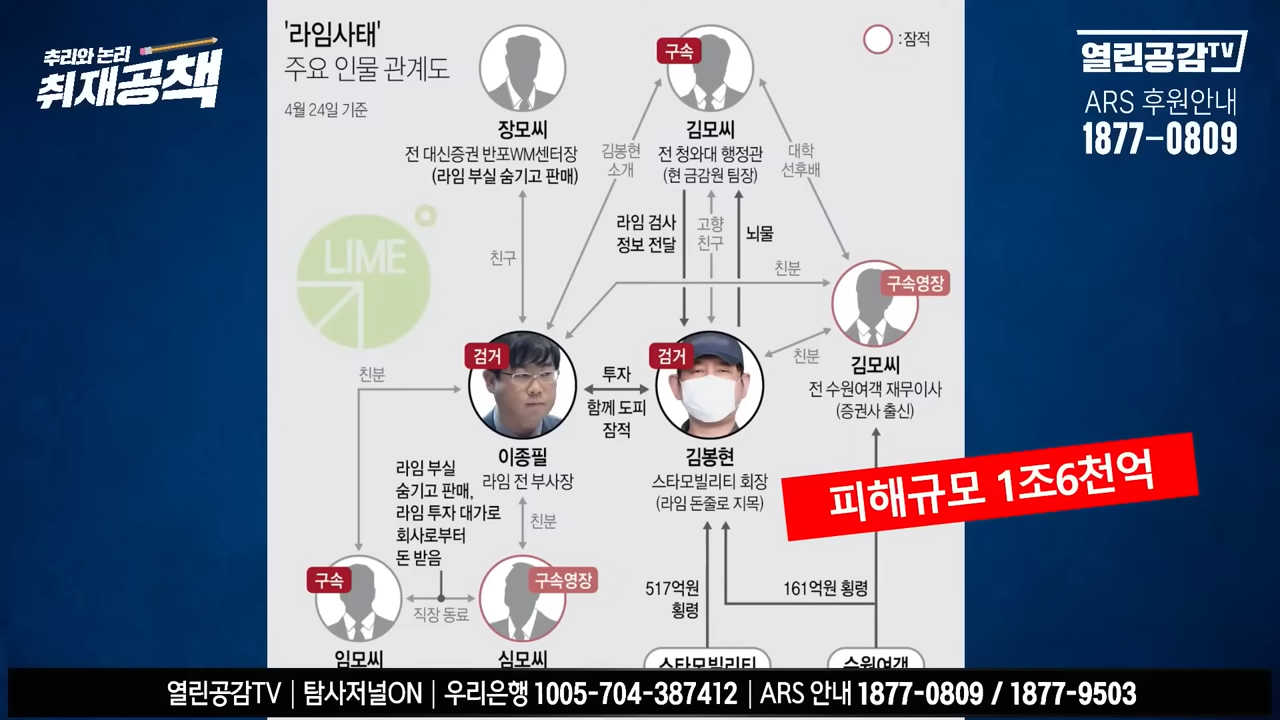 추리와 논리
취재공책
'라임사태'
주요 인물 관계도
4월 24일 기준
:잠적
열린공감TV
ARS 후원안내
1877-0809
장모씨
전 대신증권 반포WM센터장
(라임 부실 숨기고 판매)
구속
김모씨
전 청와대 행정관
(현 금감원 팀장)
김봉현
소개
대학
선후배
LIME
친구
라임 검사
정보 전달
고향
친구
뇌물
친분
구속영장
김모씨
전 수원여객 재무이사
(증권사 출신)
친분
검거
이종필
라임 전 부사장
투자
함께 도피
잠적
검거
김봉현
스타모빌리티 회장
(라임 돈줄로 지목)
친분
라임 부실
숨기고 판매,
라임 투자 대가로
회사로부터
돈 받음
친분
피해규모 1조6천억
구속
임모씨
직장 동료
구속영장
심모씨
517억원
횡령
161억원 횡령
스타모빌리티
수원여객
열린공감TV | 탐사저널ON | 우리은행 1005-704-387412 | ARS 안내 1877-0809 / 1877-9503